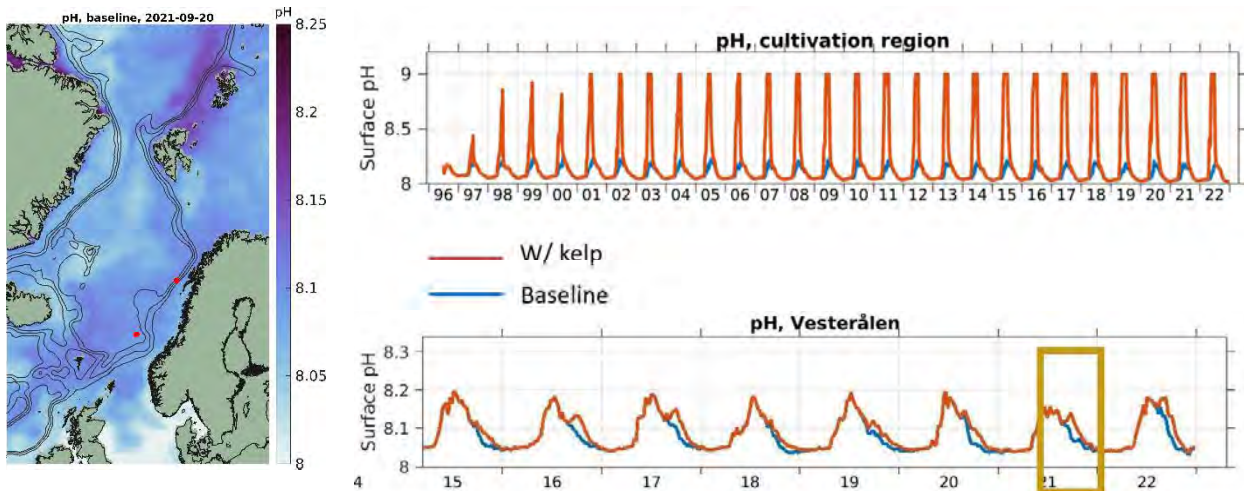 pH, baseline, 2021-09-20
pH
8.25
8.2
8.15
8.1
8.05
8
pH, cultivation region
Surface pH
9
8.5
8
96 97 98 99 00 01 02 03 04 05 06 07 08 09 10 11 12 13 14 15 16 17 18 19 20 21 22
W/ kelp
Baseline
pH, Vesterålen
Surface pH
8.3
8.2
8.1
8
4 15 16 17 18 19 20 21 22